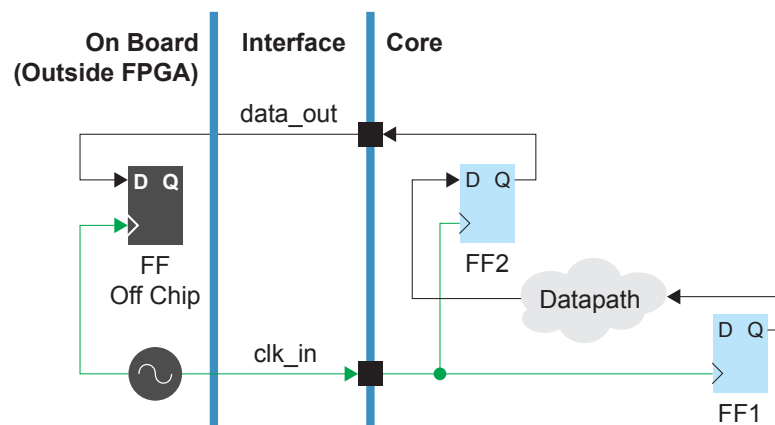 On Board
(Outside FPGA)
Interface
Core
data_out
D Q
FF
Off Chip
D Q
FF2
Datapath
clk_in
D Q
FF1